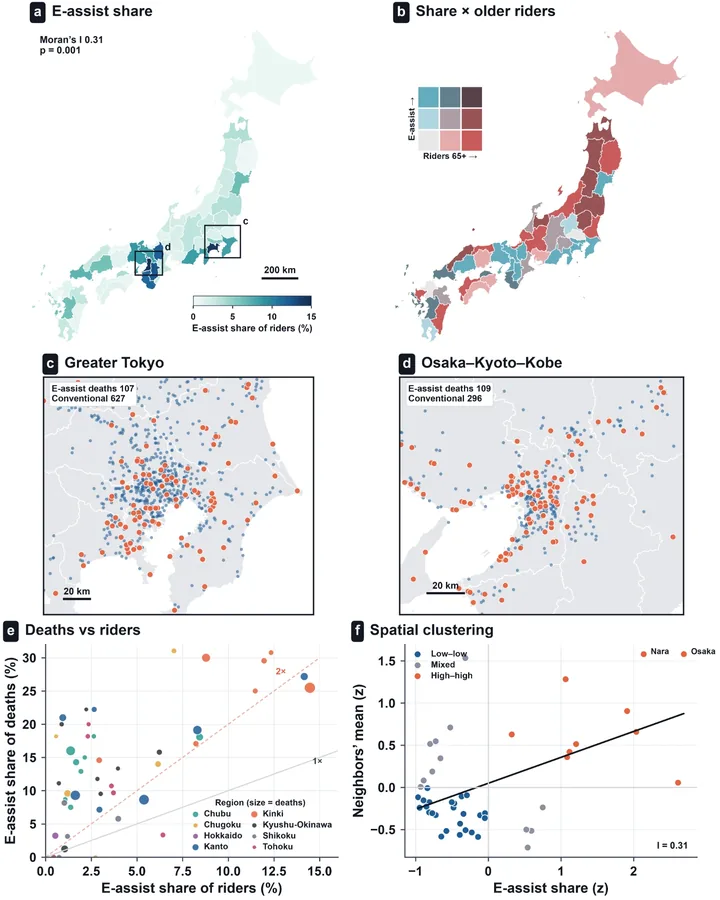 a E-assist share
Moran's I 0.31
p = 0.001
c
d
200 km
0 5 10 15
E-assist share of riders (%)
b Share × older riders
E-assist →
Riders 65+ →
c Greater Tokyo
E-assist deaths 107
Conventional 627
20 km
d Osaka–Kyoto–Kobe
E-assist deaths 109
Conventional 296
20 km
e Deaths vs riders
E-assist share of deaths (%)
30
25
20
15
10
5
0
2×
1×
Region (size = deaths)
Chubu
Chugoku
Hokkaido
Kanto
Kinki
Kyushu-Okinawa
Shikoku
Tohoku
0.0 2.5 5.0 7.5 10.0 12.5 15.0
E-assist share of riders (%)
f Spatial clustering
Neighbors' mean (z)
1.5
1.0
0.5
0.0
−0.5
Low–low
Mixed
High–high
Nara
Osaka
I = 0.31
−1 0 1 2
E-assist share (z)